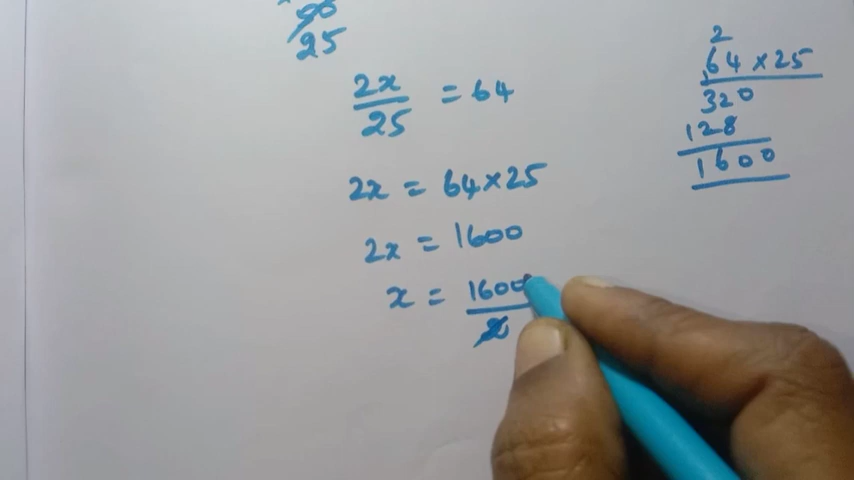 25
2x/25 = 64
2x = 64×25
2x = 1600
x = 1600/2
2
64×25
320
128
1600